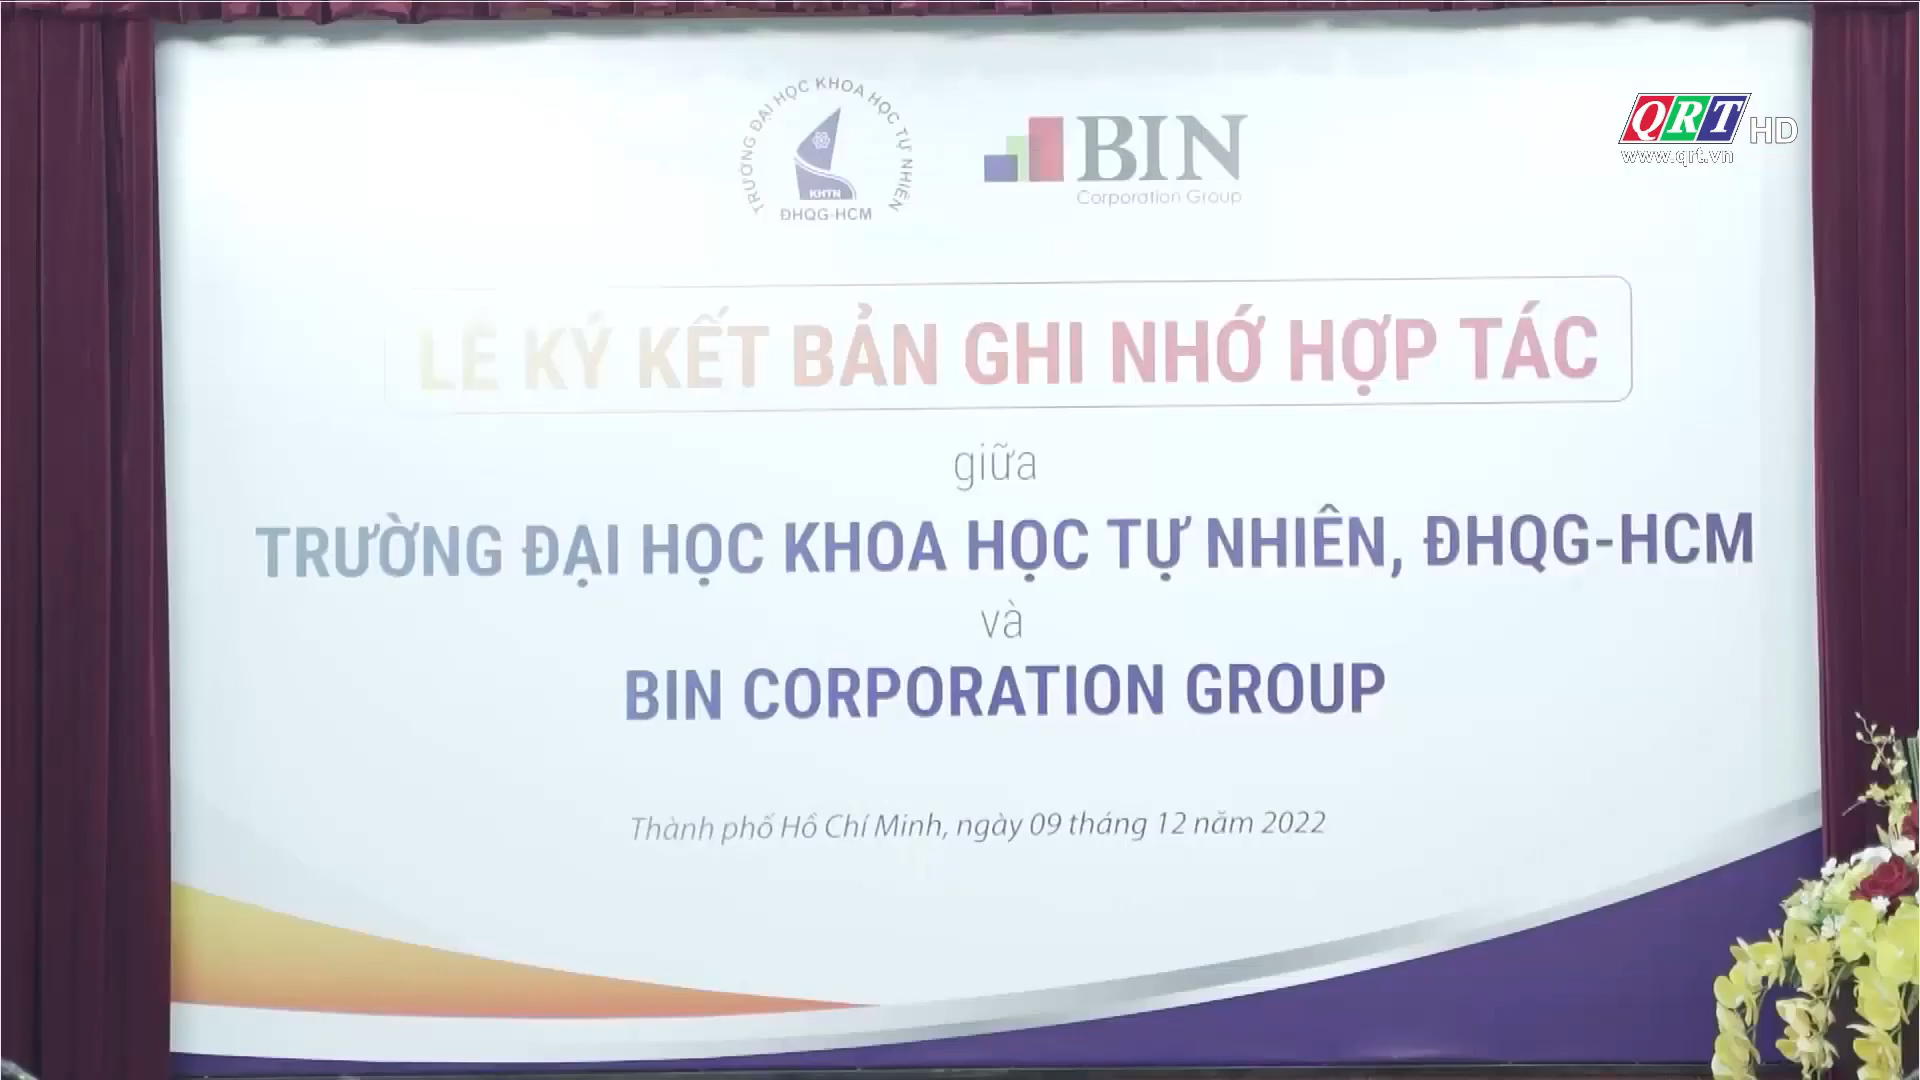 TRƯỜNG ĐẠI HỌC KHOA HỌC TỰ NHIÊN
KHTN
ĐHQG-HCM
BIN
Corporation Group
QRT HD
www.qrt.vn
LỄ KÝ KẾT BẢN GHI NHỚ HỢP TÁC
giữa
TRƯỜNG ĐẠI HỌC KHOA HỌC TỰ NHIÊN, ĐHQG-HCM
và
BIN CORPORATION GROUP
Thành phố Hồ Chí Minh, ngày 09 tháng 12 năm 2022